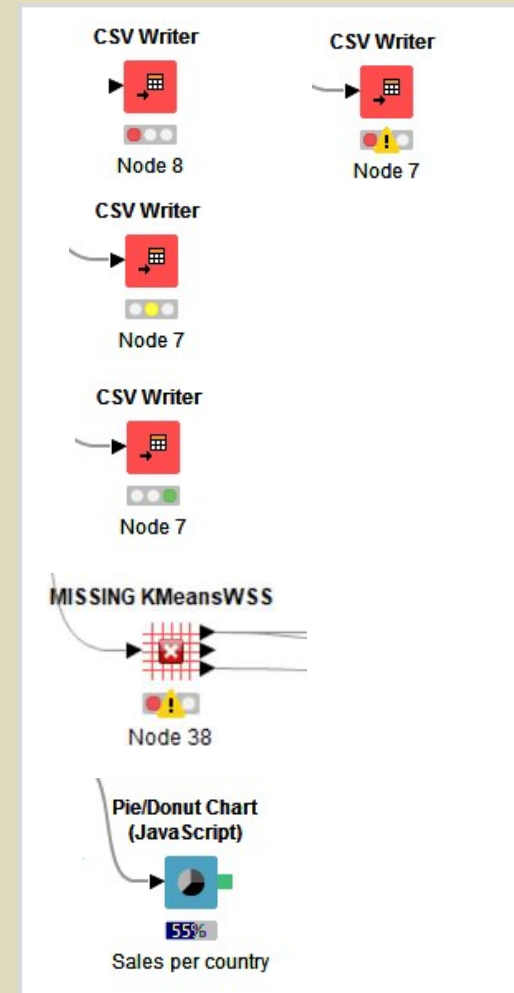 CSV Writer
Node 8
CSV Writer
Node 7
CSV Writer
Node 7
CSV Writer
Node 7
MISSING KMeansWSS
Node 38
Pie/Donut Chart
(JavaScript)
55%
Sales per country